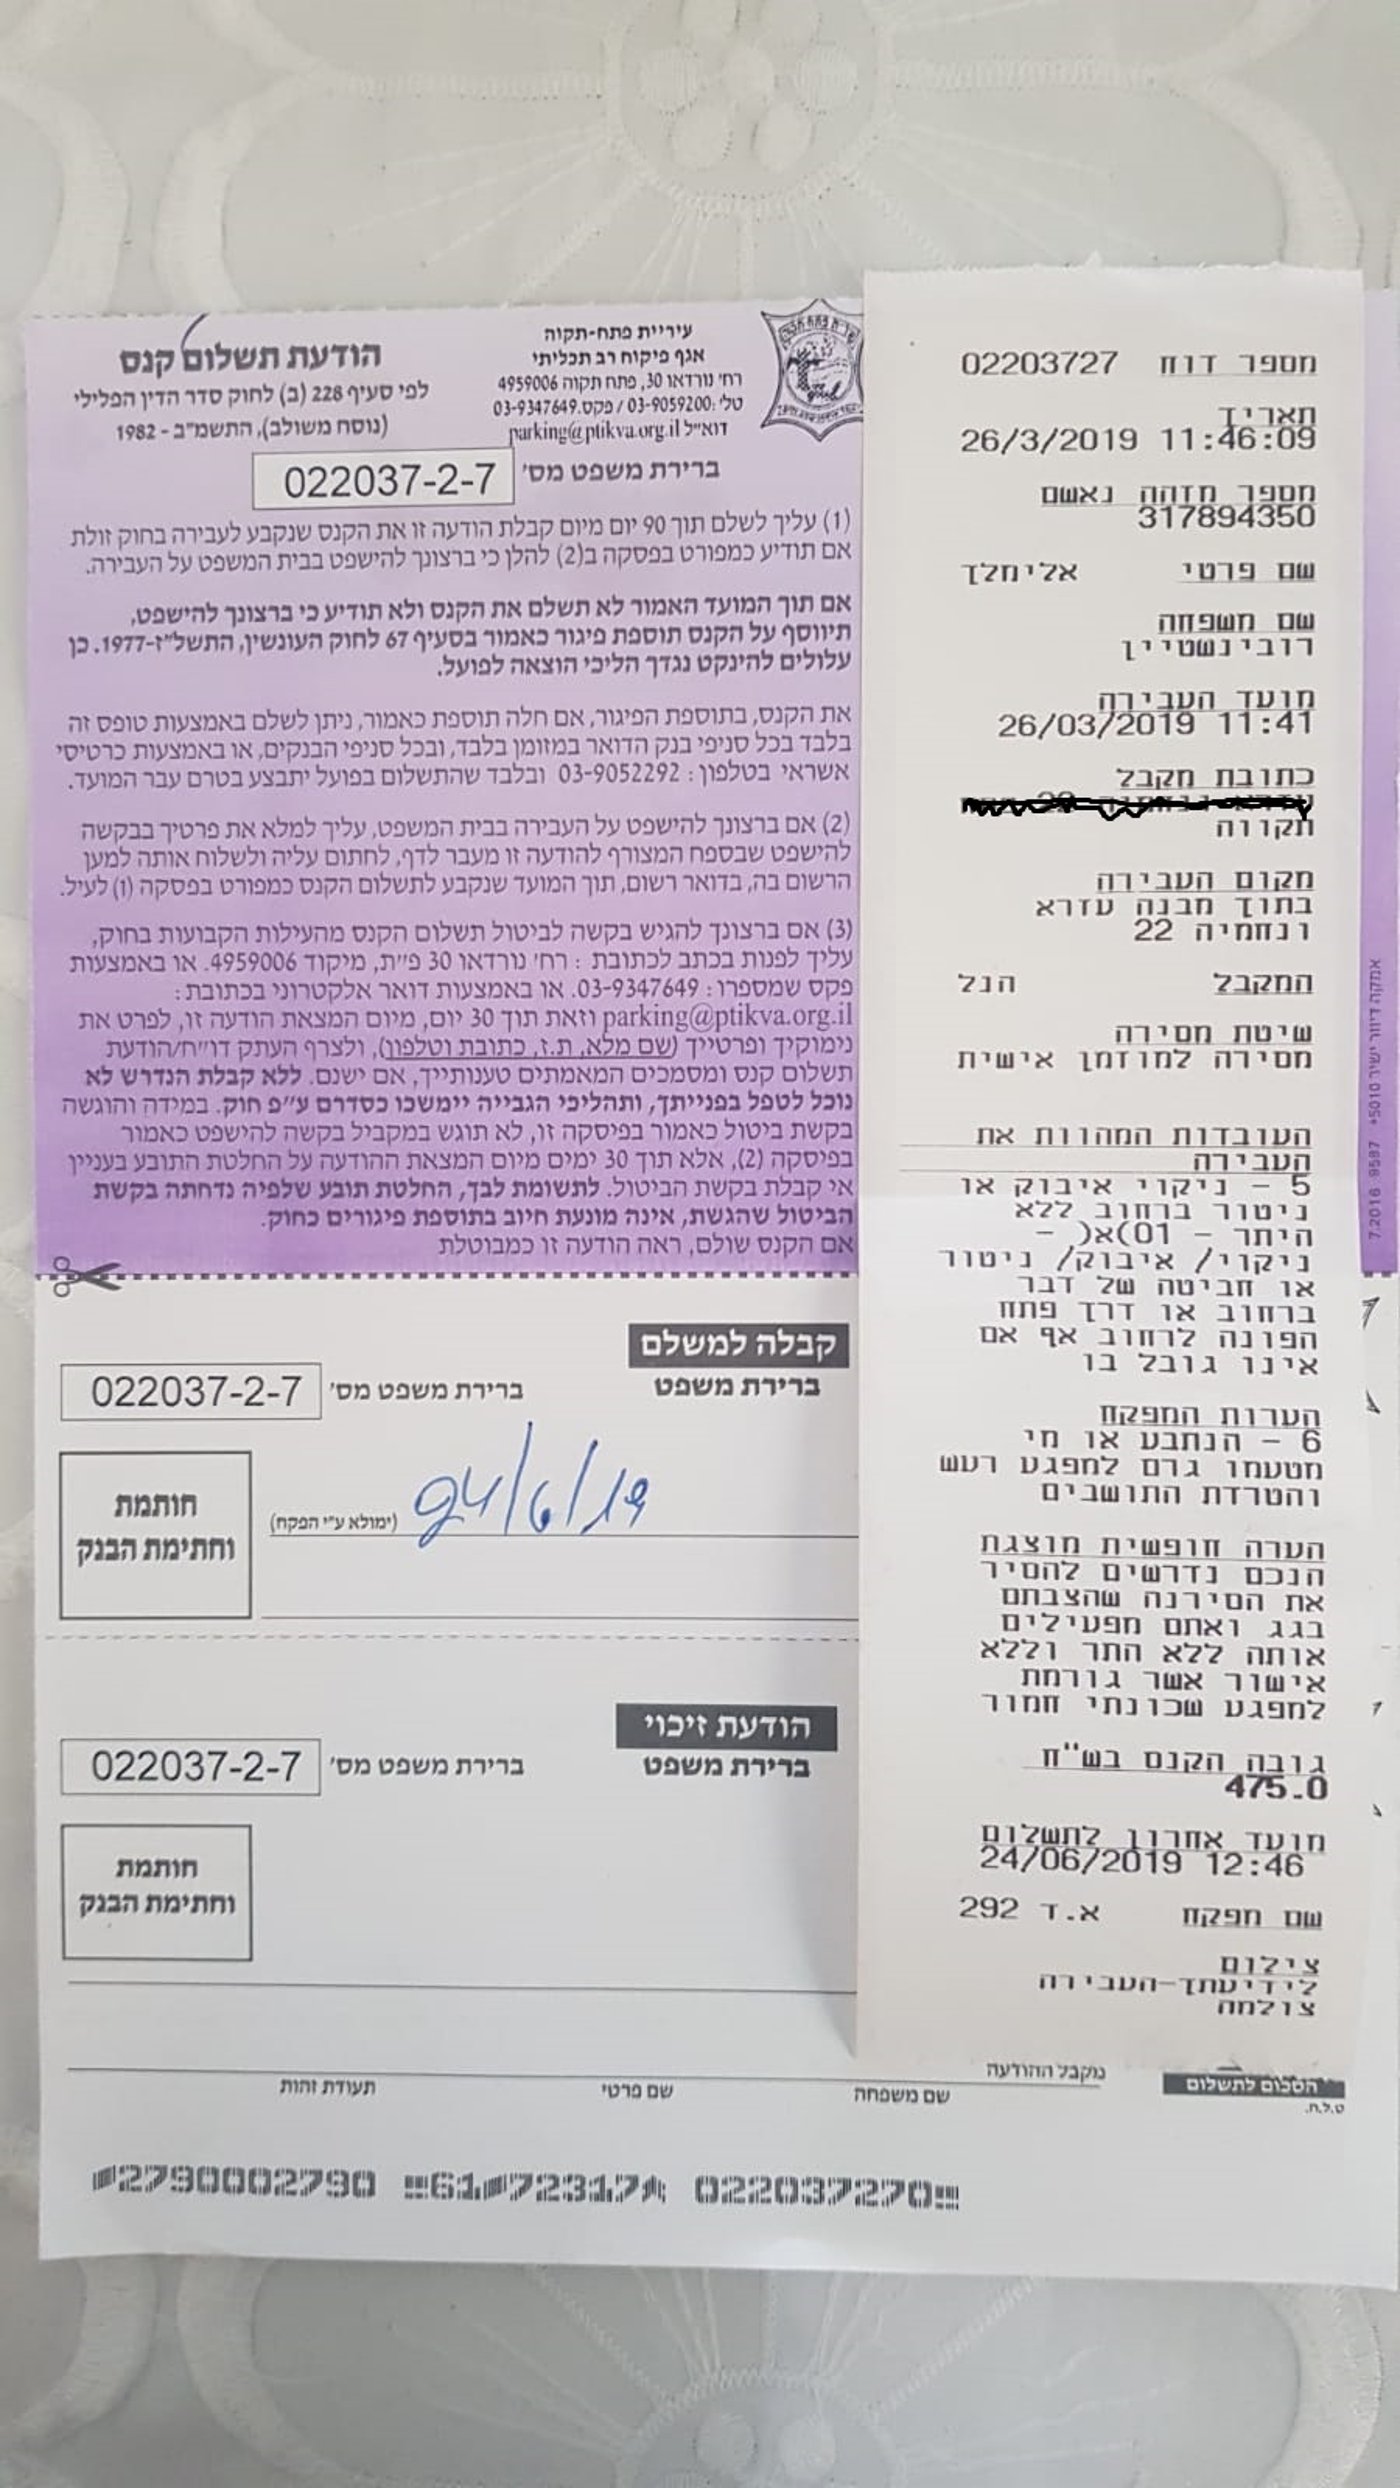 עיריית פתח-תקוה
אגף פיקוח רב תכליתי
רח' נורדאו 30, פתח תקוה 4959006
טל': 03-9059200 / פקס. 03-9347649
דוא"ל parking@ptikva.org.il
הודעת תשלום קנס
לפי סעיף 228 (ב) לחוק סדר הדין הפלילי
(נוסח משולב), התשמ"ב - 1982
ברירת משפט מס' 022037-2-7
(1) עליך לשלם תוך 90 יום מיום קבלת הודעה זו את הקנס שנקבע לעבירה בחוק זולת
אם תודיע כמפורט בפסקה ב(2) להלן כי ברצונך להישפט בבית המשפט על העבירה.
אם תוך המועד האמור לא תשלם את הקנס ולא תודיע כי ברצונך להישפט,
תיווסף על הקנס תוספת פיגור כאמור בסעיף 67 לחוק העונשין, התשל"ז-1977. כן
עלולים להינקט נגדך הליכי הוצאה לפועל.
את הקנס, בתוספת הפיגור, אם חלה תוספת כאמור, ניתן לשלם באמצעות טופס זה
בלבד בכל סניפי בנק הדואר במזומן בלבד, ובכל סניפי הבנקים, או באמצעות כרטיסי
אשראי בטלפון: 03-9052292 ובלבד שהתשלום בפועל יתבצע בטרם עבר המועד.
(2) אם ברצונך להישפט על העבירה בבית המשפט, עליך למלא את פרטיך בבקשה
להישפט שבספח המצורף להודעה זו מעבר לדף, לחתום עליה ולשלוח אותה למען
הרשום בה, בדואר רשום, תוך המועד שנקבע לתשלום הקנס כמפורט בפסקה (1) לעיל.
(3) אם ברצונך להגיש בקשה לביטול תשלום הקנס מהעילות הקבועות בחוק,
עליך לפנות בכתב לכתובת: רח' נורדאו 30 פ"ת, מיקוד 4959006. או באמצעות
פקס שמספרו: 03-9347649. או באמצעות דואר אלקטרוני בכתובת:
parking@ptikva.org.il וזאת תוך 30 יום, מיום המצאת הודעה זו, לפרט את
נימוקיך ופרטייך (שם מלא, ת.ז, כתובת וטלפון), ולצרף העתק דו"ח/הודעת
תשלום קנס ומסמכים המאמתים טענותייך, אם ישנם. ללא קבלת הנדרש לא
נוכל לטפל בפנייתך, ותהליכי הגבייה יימשכו כסדרם ע"פ חוק. במידה והוגשה
בקשת ביטול כאמור בפיסקה זו, לא תוגש במקביל בקשה להישפט כאמור
בפיסקה (2), אלא תוך 30 ימים מיום המצאת ההודעה על החלטת התובע בעניין
אי קבלת בקשת הביטול. לתשומת לבך, החלטת תובע שלפיה נדחתה בקשת
הביטול שהגשת, אינה מונעת חיוב בתוספת פיגורים כחוק.
אם הקנס שולם, ראה הודעה זו כמבוטלת
קבלה למשלם
ברירת משפט
ברירת משפט מס' 022037-2-7
24/6/19
(ימולא ע"י הפקח)
חותמת
וחתימת הבנק
הודעת זיכוי
ברירת משפט
ברירת משפט מס' 022037-2-7
חותמת
וחתימת הבנק
מקבל ההודעה
שם משפחה
שם פרטי
תעודת זהות
הסכום לתשלום
ט.ל.ח.
מספר דוח 02203727
תאריך
26/3/2019 11:46:09
מספר מזהה נאשם
317894350
שם פרטי אלימלך
שם משפחה
רובינשטיין
מועד העבירה
26/03/2019 11:41
כתובת מקבל
תקווה
מקום העבירה
בתוך מבנה עזרא
ונחמיה 22
המקבל הנל
שיטת מסירה
מסירה למוזמן אישית
העובדות המהוות את
העבירה
5 - ניקוי איבוק או
ניטור ברחוב ללא
היתר - 01(א) -
ניקוי/ איבוק/ ניטור
או חביטה של דבר
ברחוב או דרך פתח
הפונה לרחוב אף אם
אינו גובל בו
הערות המפקח
6 - הנתבע או מי
מטעמו גרם למפגע רעש
והטרדת התושבים
הערה חופשית מוצגת
הנכם נדרשים להסיר
את הסירנה שהצבתם
בגג ואתם מפעילים
אותה ללא התר וללא
אישור אשר גורמת
למפגע שכונתי חמור
גובה הקנס בש"ח
475.0
מועד אחרון לתשלום
24/06/2019 12:46
שם מפקח א.ד 292
צילום
לידיעתך-העבירה
צולמה
7.2016 9587 *5010 אמקה דיוור ישיר